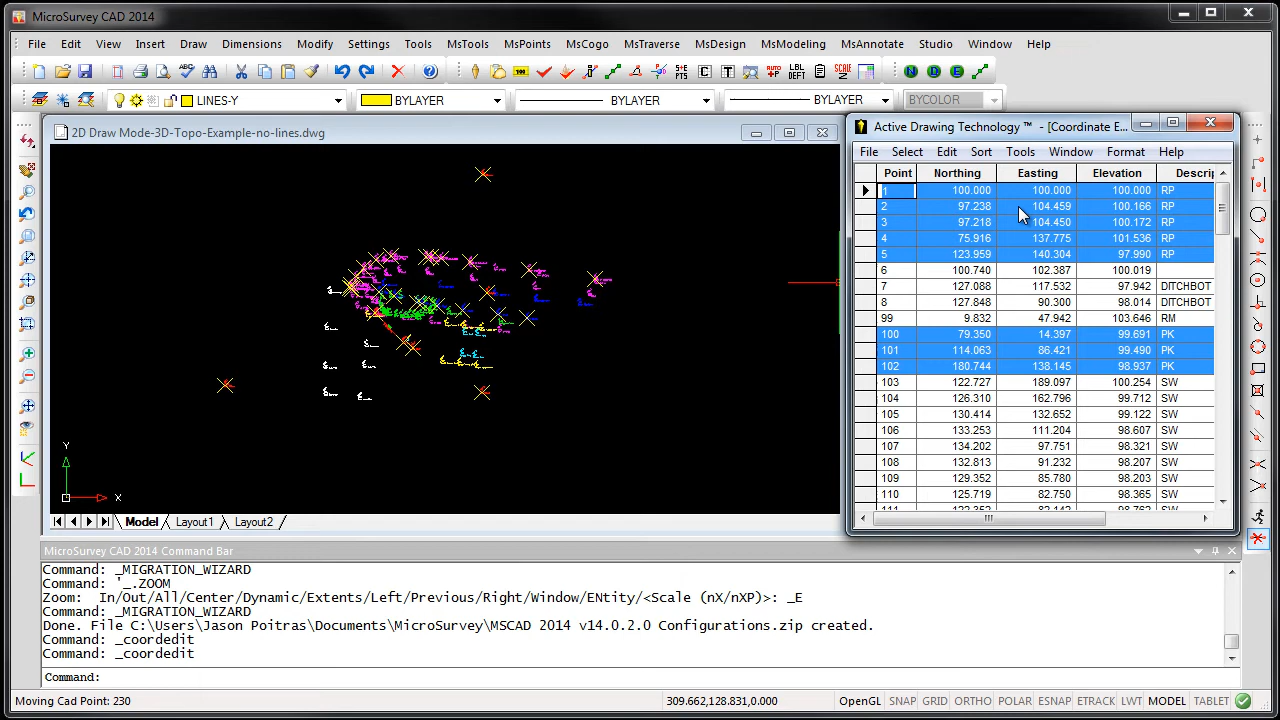 MicroSurvey CAD 2014
File Edit View Insert Draw Dimensions Modify Settings Tools MsTools MsPoints MsCogo MsTraverse MsDesign MsModeling MsAnnotate Studio Window Help
LINES-Y BYLAYER BYLAYER BYLAYER BYCOLOR
2D Draw Mode-3D-Topo-Example-no-lines.dwg
Active Drawing Technology ™ - [Coordinate E...
File Select Edit Sort Tools Window Format Help
Point Northing Easting Elevation Descrip
1 100.000 100.000 100.000 RP
2 97.238 104.459 100.166 RP
3 97.218 104.450 100.172 RP
4 75.916 137.775 101.536 RP
5 123.959 140.304 97.990 RP
6 100.740 102.387 100.019
7 127.088 117.532 97.942 DITCHBOT
8 127.848 90.300 98.014 DITCHBOT
99 9.832 47.942 103.646 RM
100 79.350 14.397 99.691 PK
101 114.063 86.421 99.490 PK
102 180.744 138.145 98.937 PK
103 122.727 189.097 100.254 SW
104 126.310 162.796 99.712 SW
105 130.414 132.652 99.122 SW
106 133.253 111.204 98.607 SW
107 134.202 97.751 98.321 SW
108 132.813 91.232 98.207 SW
109 129.352 85.780 98.203 SW
110 125.719 82.750 98.365 SW
111 122.352 82.142 98.762 SW
Y
X
Model Layout1 Layout2
MicroSurvey CAD 2014 Command Bar
Command: _MIGRATION_WIZARD
Command: '_.ZOOM
Zoom: In/Out/All/Center/Dynamic/Extents/Left/Previous/Right/Window/ENtity/<Scale (nX/nXP)>: _E
Command: _MIGRATION_WIZARD
Done. File C:\Users\Jason Poitras\Documents\MicroSurvey\MSCAD 2014 v14.0.2.0 Configurations.zip created.
Command: _coordedit
Command: _coordedit
Command:
Moving Cad Point: 230 309.662,128.831,0.000 OpenGL SNAP GRID ORTHO POLAR ESNAP ETRACK LWT MODEL TABLET